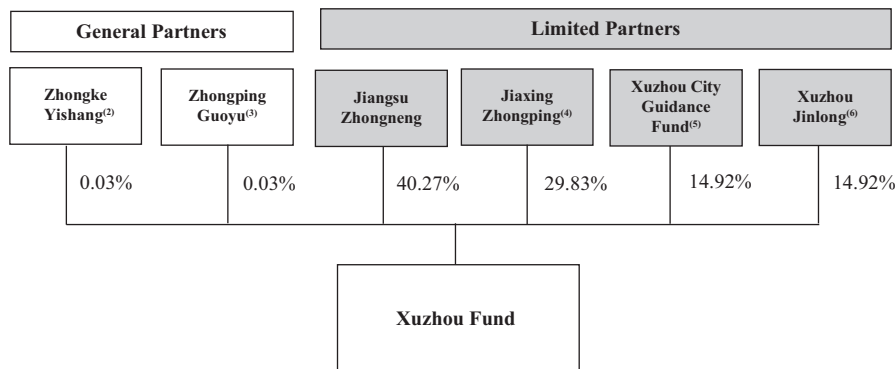 General Partners
Limited Partners
Zhongke
Yishang(2)
Zhongping
Guoyu(3)
Jiangsu
Zhongneng
Jiaxing
Zhongping(4)
Xuzhou City
Guidance
Fund(5)
Xuzhou
Jinlong(6)
0.03%
0.03%
40.27%
29.83%
14.92%
14.92%
Xuzhou Fund